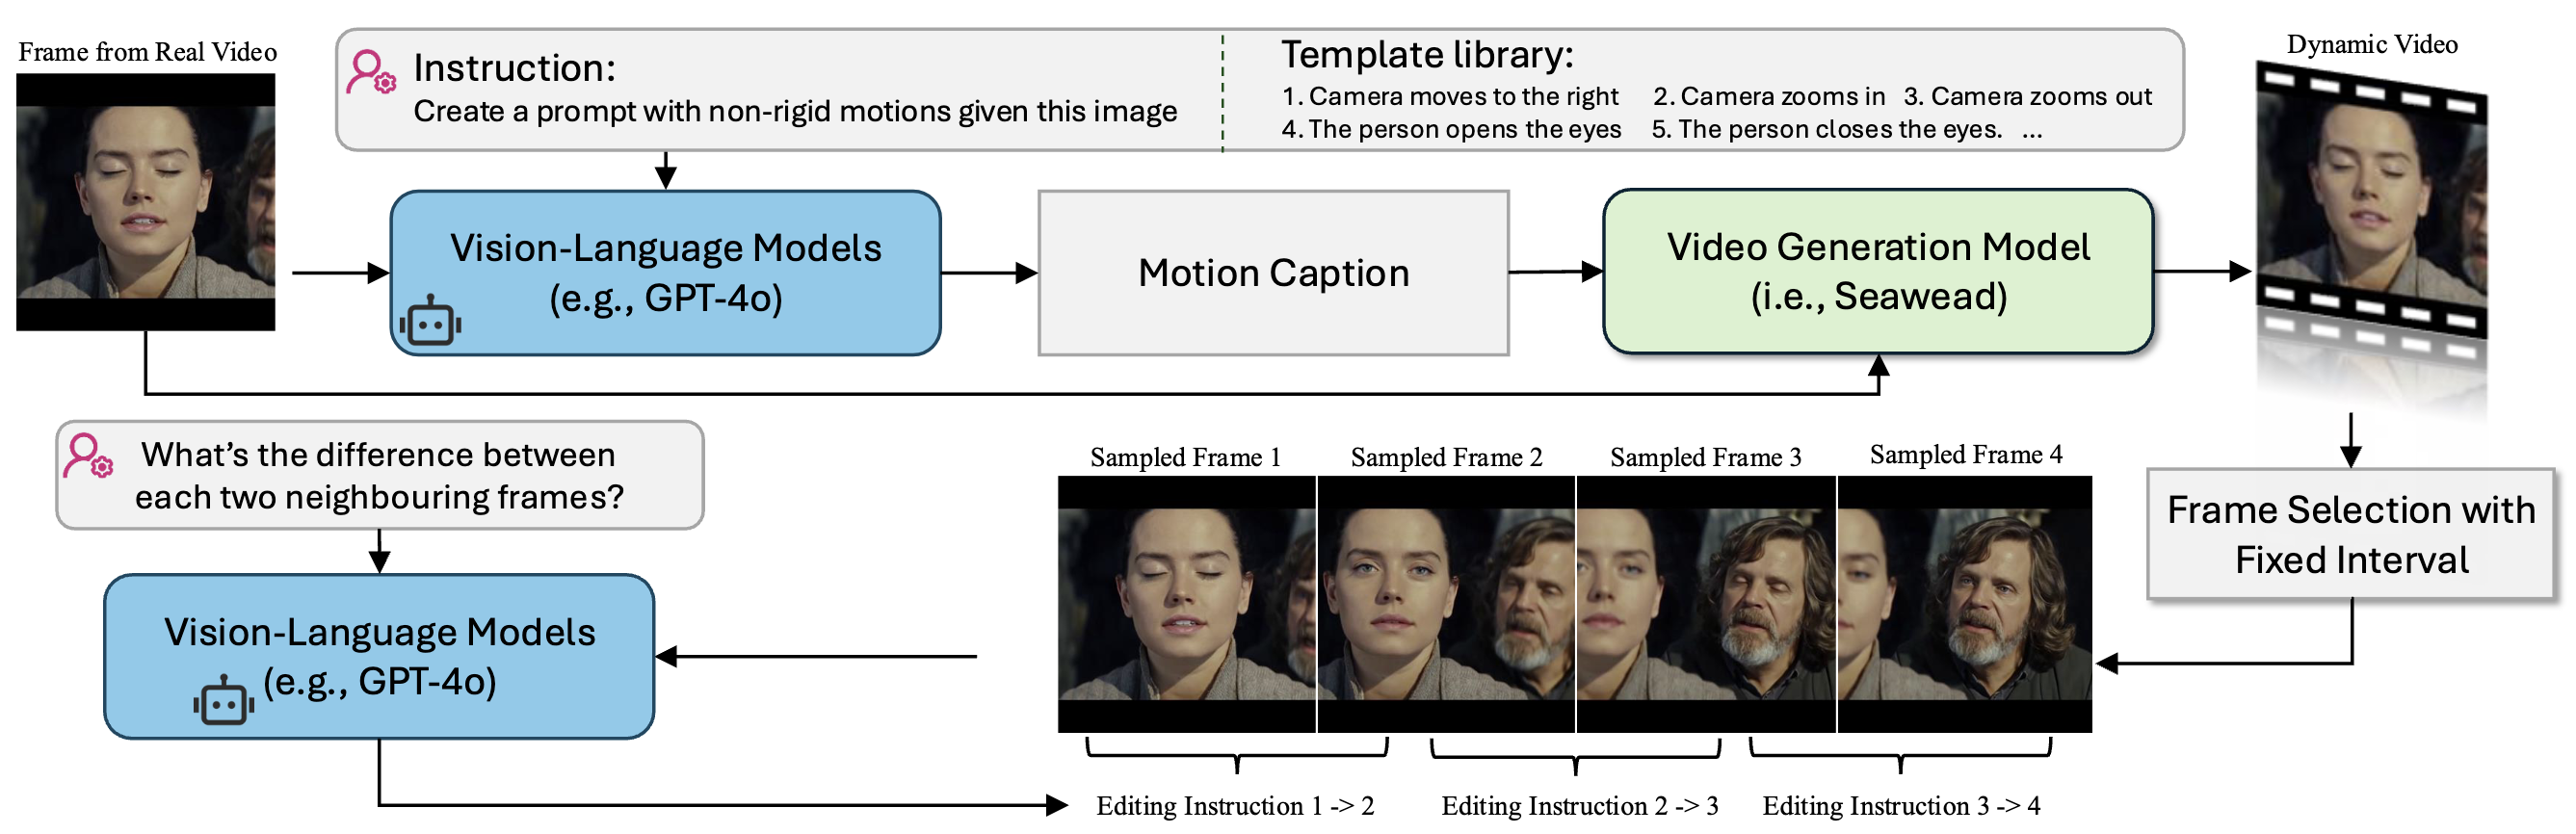 Frame from Real Video
Instruction:
Create a prompt with non-rigid motions given this image
Template library:
1. Camera moves to the right 2. Camera zooms in 3. Camera zooms out
4. The person opens the eyes 5. The person closes the eyes. ...
Dynamic Video
Vision-Language Models
(e.g., GPT-4o)
Motion Caption
Video Generation Model
(i.e., Seawead)
What's the difference between
each two neighbouring frames?
Vision-Language Models
(e.g., GPT-4o)
Sampled Frame 1
Sampled Frame 2
Sampled Frame 3
Sampled Frame 4
Frame Selection with
Fixed Interval
Editing Instruction 1 -> 2
Editing Instruction 2 -> 3
Editing Instruction 3 -> 4